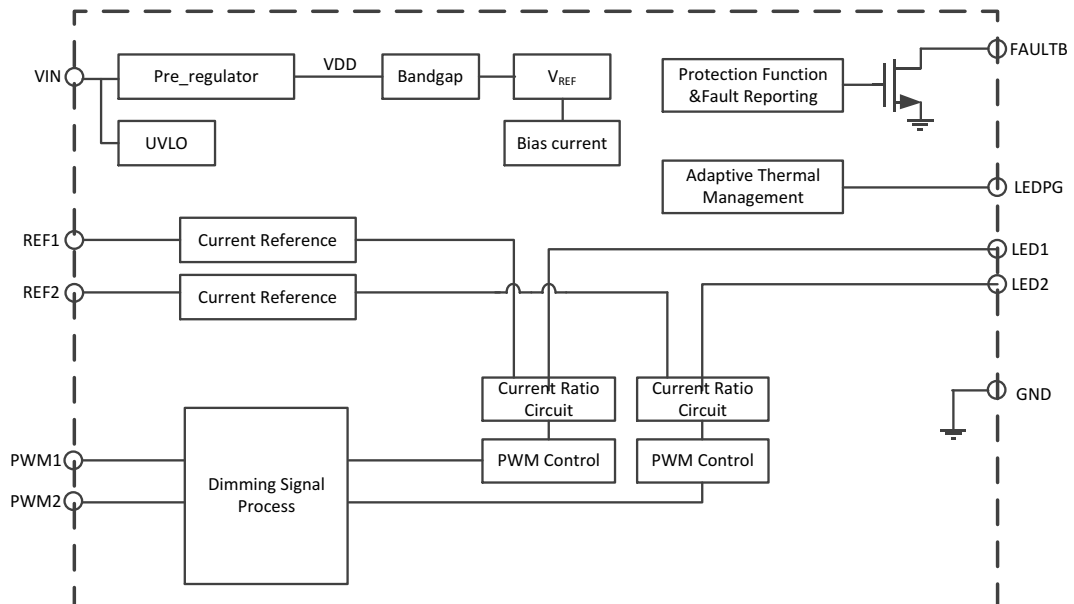 VIN
Pre_regulator
VDD
Bandgap
VREF
Protection Function
&Fault Reporting
FAULTB
UVLO
Bias current
Adaptive Thermal
Management
LEDPG
REF1
Current Reference
LED1
REF2
Current Reference
LED2
Current Ratio
Circuit
Current Ratio
Circuit
GND
PWM1
PWM2
Dimming Signal
Process
PWM Control
PWM Control